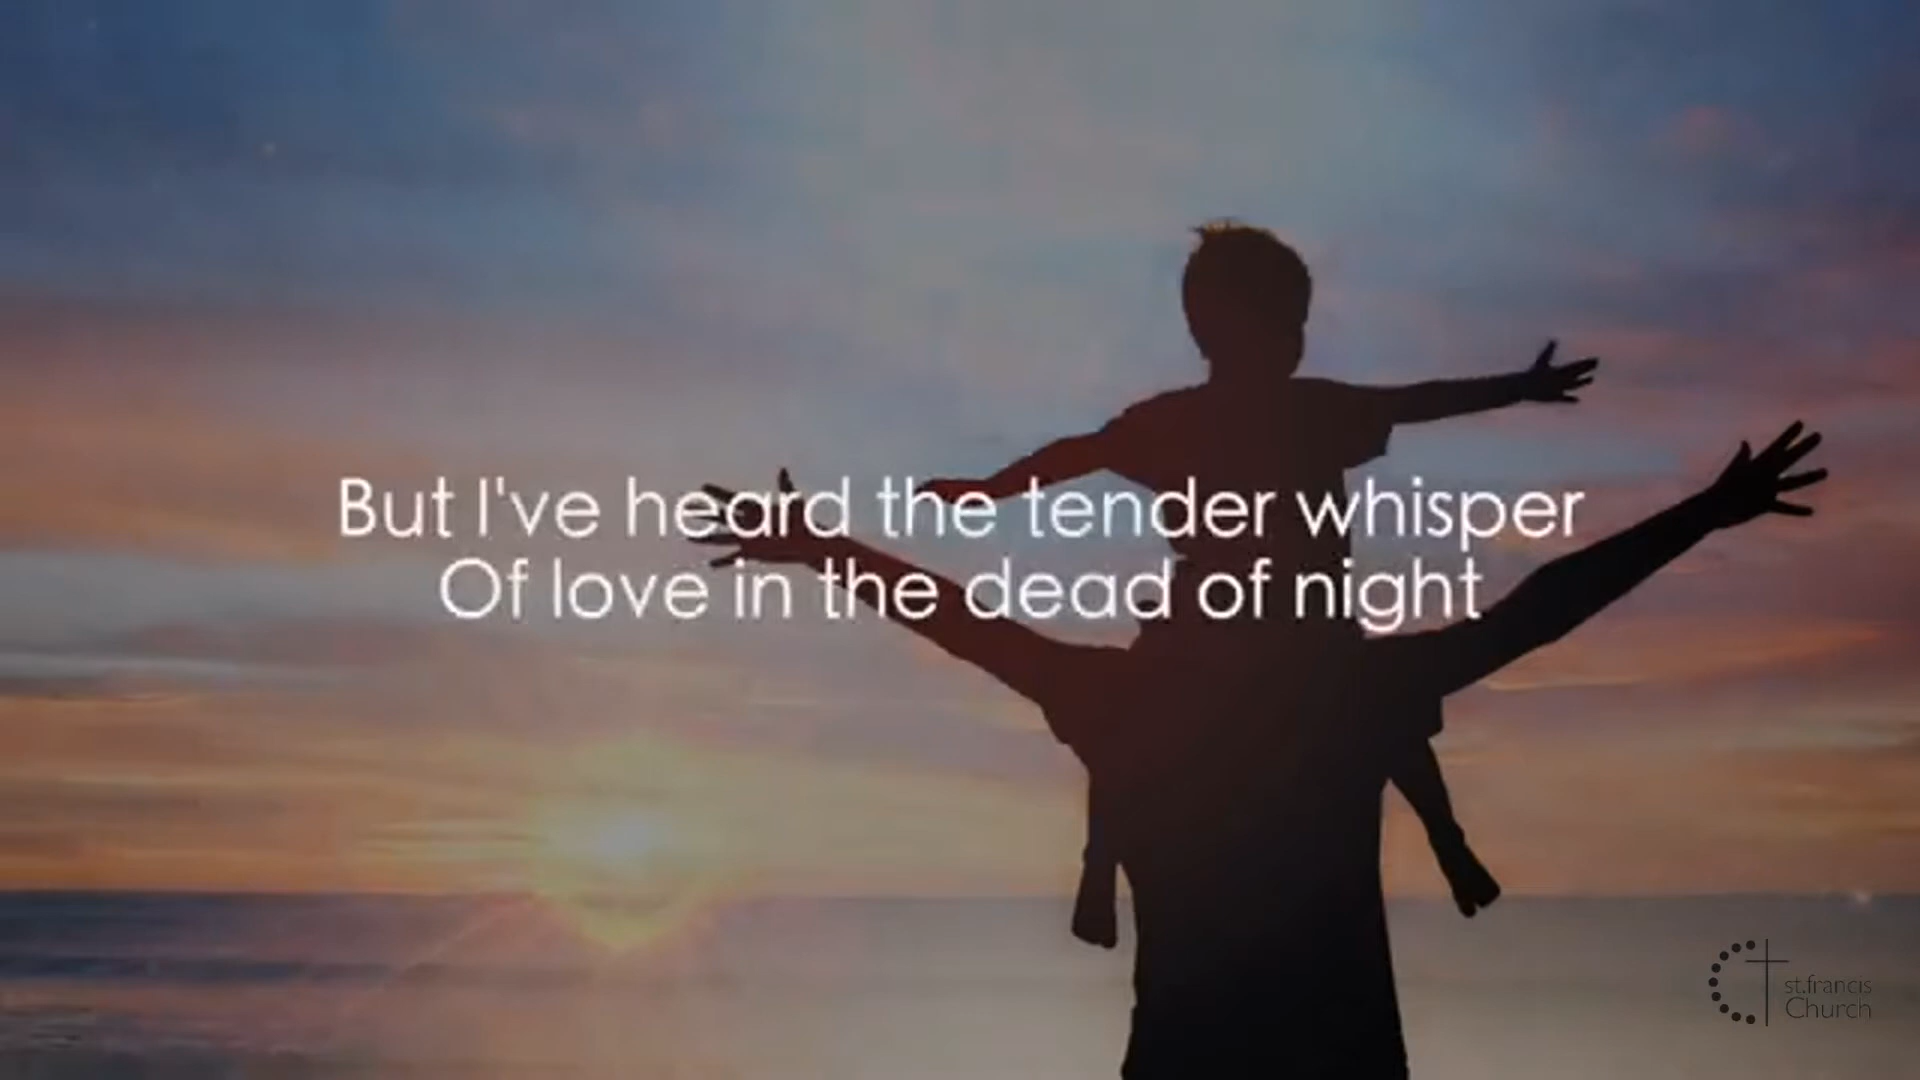 But I've heard the tender whisper
Of love in the dead of night
st.francis
Church